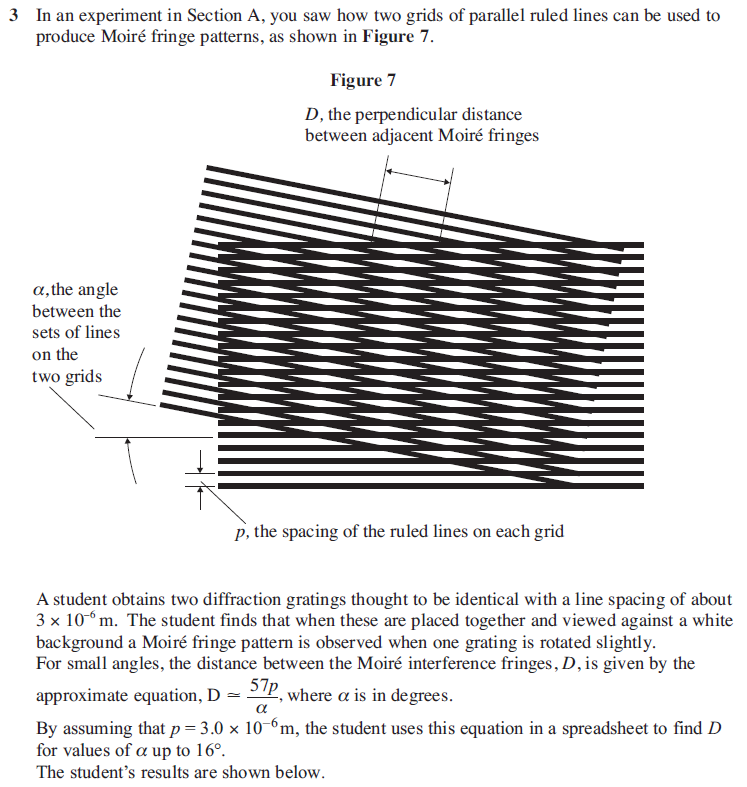 3 In an experiment in Section A, you saw how two grids of parallel ruled lines can be used to
produce Moiré fringe patterns, as shown in Figure 7.
Figure 7
D, the perpendicular distance
between adjacent Moiré fringes
α,the angle
between the
sets of lines
on the
two grids
p, the spacing of the ruled lines on each grid
A student obtains two diffraction gratings thought to be identical with a line spacing of about
3 × 10⁻⁶ m. The student finds that when these are placed together and viewed against a white
background a Moiré fringe pattern is observed when one grating is rotated slightly.
For small angles, the distance between the Moiré interference fringes, D, is given by the
approximate equation, D ≃ 57p/α, where α is in degrees.
By assuming that p = 3.0 × 10⁻⁶ m, the student uses this equation in a spreadsheet to find D
for values of α up to 16°.
The student's results are shown below.